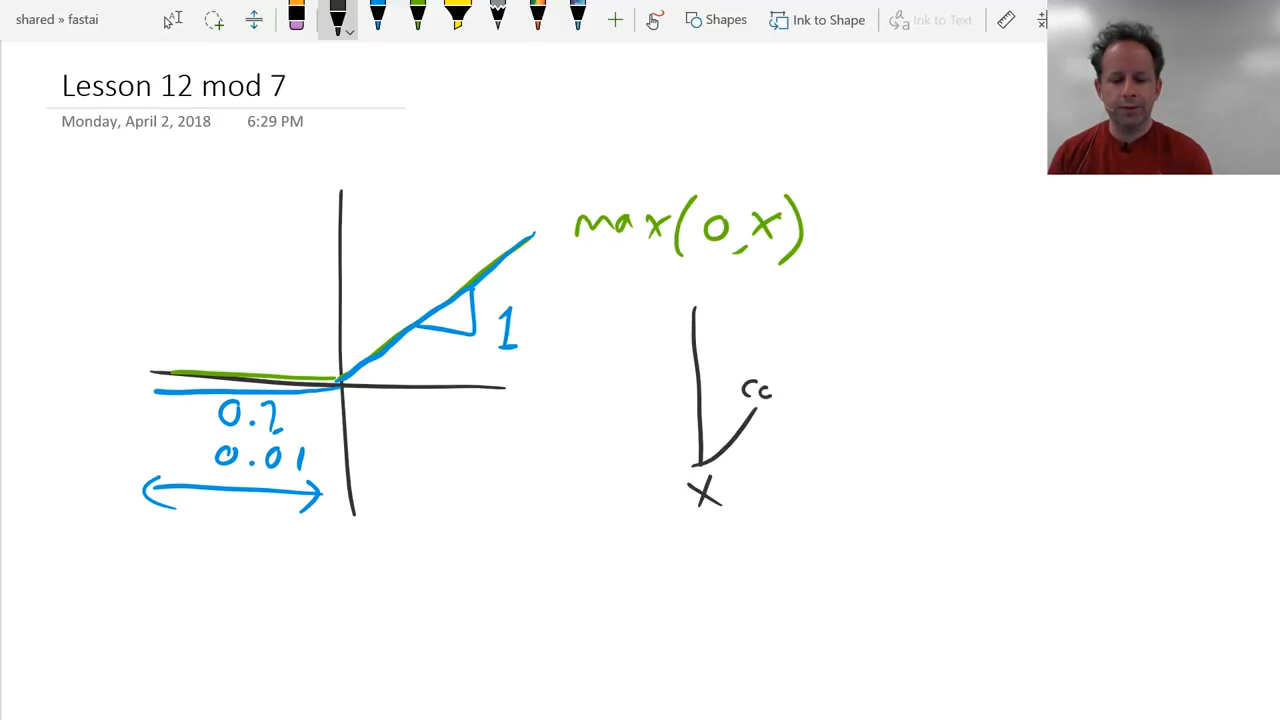 shared » fastai
Shapes
Ink to Shape
Ink to Text
Lesson 12 mod 7
Monday, April 2, 2018 6:29 PM
max(0,x)
1
cc
0.2
0.01
x